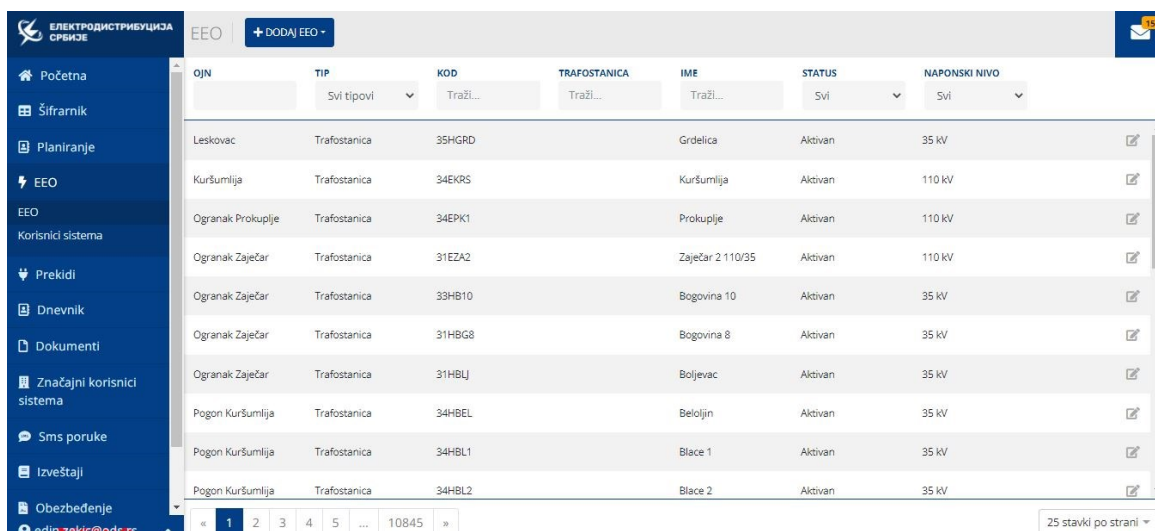 ЕЛЕКТРОДИСТРИБУЦИЈА
СРБИЈЕ
EEO
+ DODAJ EEO
15
Početna
Šifrarnik
Planiranje
EEO
EEO
Korisnici sistema
Prekidi
Dnevnik
Dokumenti
Značajni korisnici
sistema
Sms poruke
Izveštaji
Obezbeđenje
edin.zekic@ods.rs
OJN TIP KOD TRAFOSTANICA IME STATUS NAPONSKI NIVO
Svi tipovi Traži... Traži... Traži... Svi Svi
Leskovac Trafostanica 35HGRD Grdelica Aktivan 35 kV
Kuršumlija Trafostanica 34EKRS Kuršumlija Aktivan 110 kV
Ogranak Prokuplje Trafostanica 34EPK1 Prokuplje Aktivan 110 kV
Ogranak Zaječar Trafostanica 31EZA2 Zaječar 2 110/35 Aktivan 110 kV
Ogranak Zaječar Trafostanica 33HB10 Bogovina 10 Aktivan 35 kV
Ogranak Zaječar Trafostanica 31HBG8 Bogovina 8 Aktivan 35 kV
Ogranak Zaječar Trafostanica 31HBLJ Boljevac Aktivan 35 kV
Pogon Kuršumlija Trafostanica 34HBEL Beloljin Aktivan 35 kV
Pogon Kuršumlija Trafostanica 34HBL1 Blace 1 Aktivan 35 kV
Pogon Kuršumlija Trafostanica 34HBL2 Blace 2 Aktivan 35 kV
« 1 2 3 4 5 ... 10845 »
25 stavki po strani